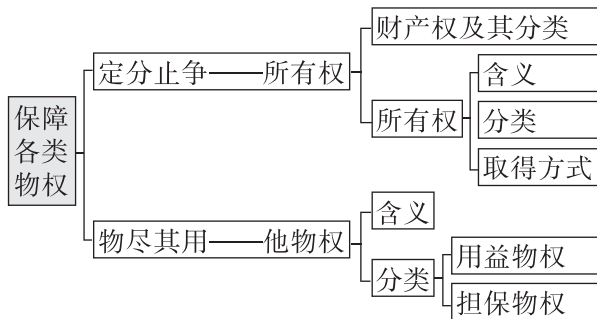 保障
各类
物权
定分止争——所有权
财产权及其分类
所有权
含义
分类
取得方式
物尽其用——他物权
含义
分类
用益物权
担保物权